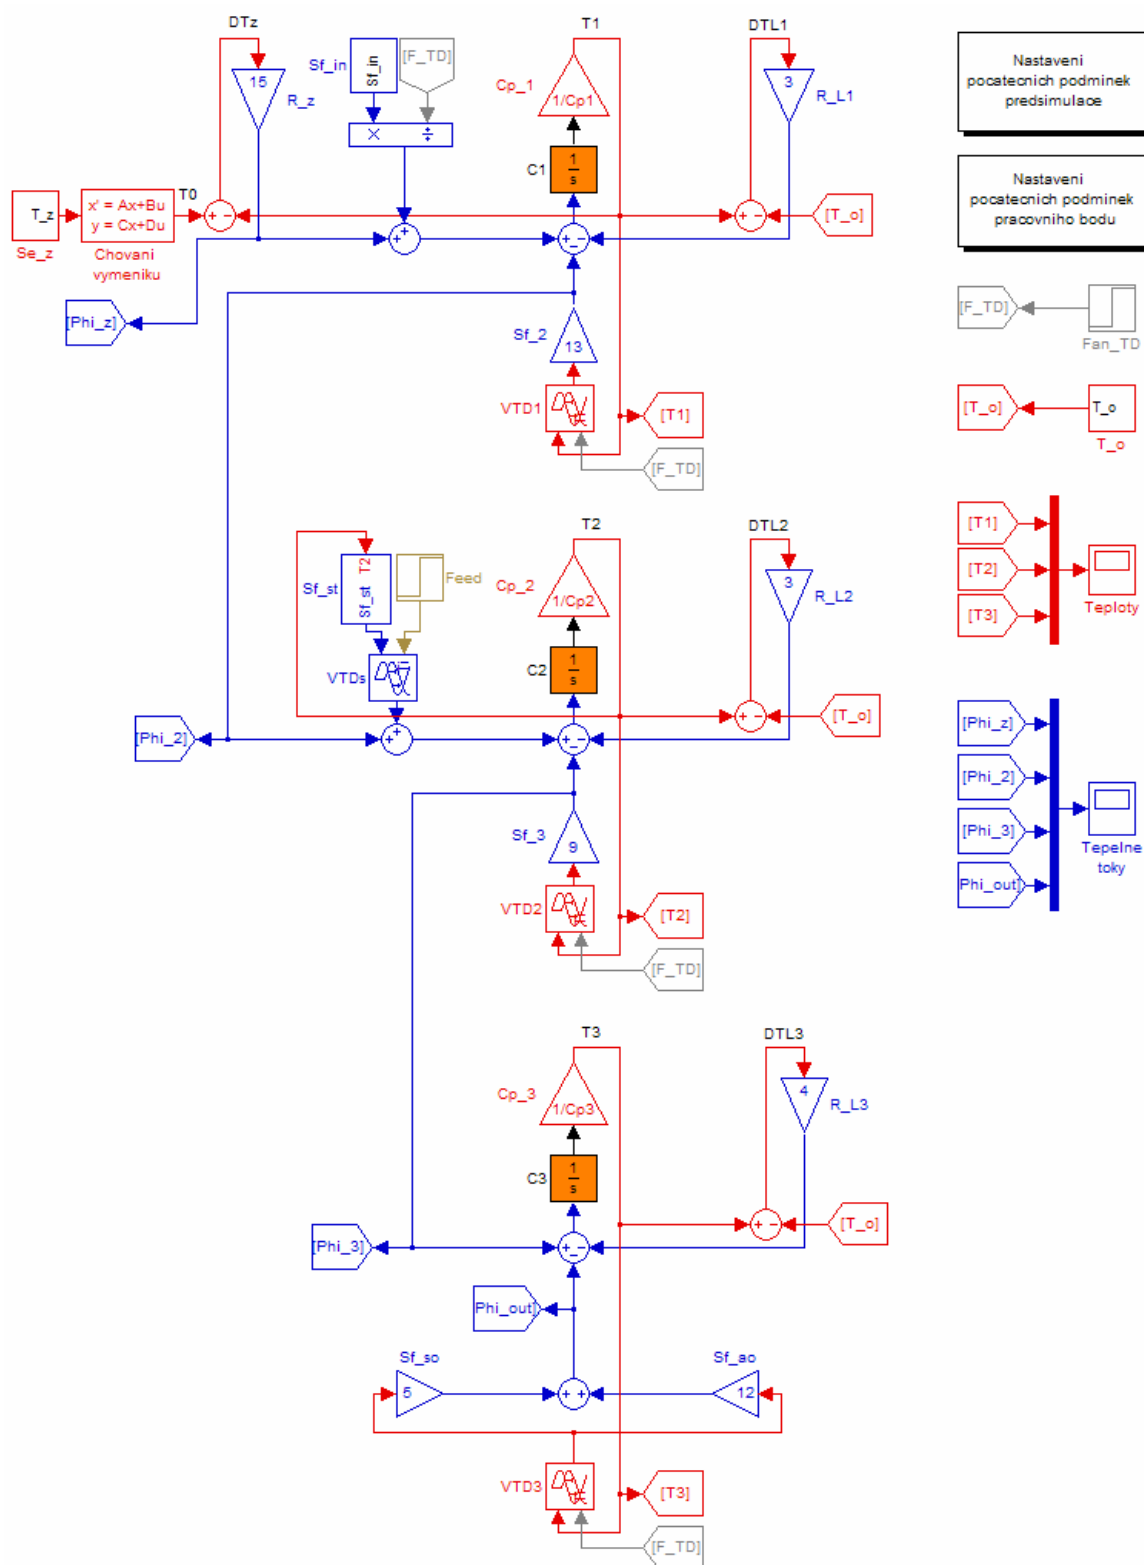 DTz
T1
DTL1
Sf_in
Sf_in
[F_TD]
15
R_z
Cp_1
1/Cp1
3
R_L1
Nastaveni
pocatecnich podminek
predsimulace
× ÷
C1
1
s
Nastaveni
pocatecnich podminek
pracovniho bodu
T_z
Se_z
x' = Ax+Bu
y = Cx+Du
Chovani
vymeniku
T0
+ -
+ -
[T_o]
+ +
+ - -
[Phi_z]
Sf_2
13
[F_TD]
Fan_TD
VTD1
[T1]
[F_TD]
[T_o]
T_o
T_o
T2
DTL2
Sf_st
T2
Sf_st
Feed
Cp_2
1/Cp2
3
R_L2
[T1]
[T2]
[T3]
Teploty
VTDs
C2
1
s
[Phi_2]
+ +
+ - -
+ -
[T_o]
[Phi_z]
[Phi_2]
[Phi_3]
Phi_out]
Tepelne
toky
Sf_3
9
VTD2
[T2]
[F_TD]
T3
DTL3
Cp_3
1/Cp3
4
R_L3
C3
1
s
+ -
[T_o]
[Phi_3]
+ - -
Phi_out]
Sf_so
5
+ +
Sf_ao
12
VTD3
[T3]
[F_TD]